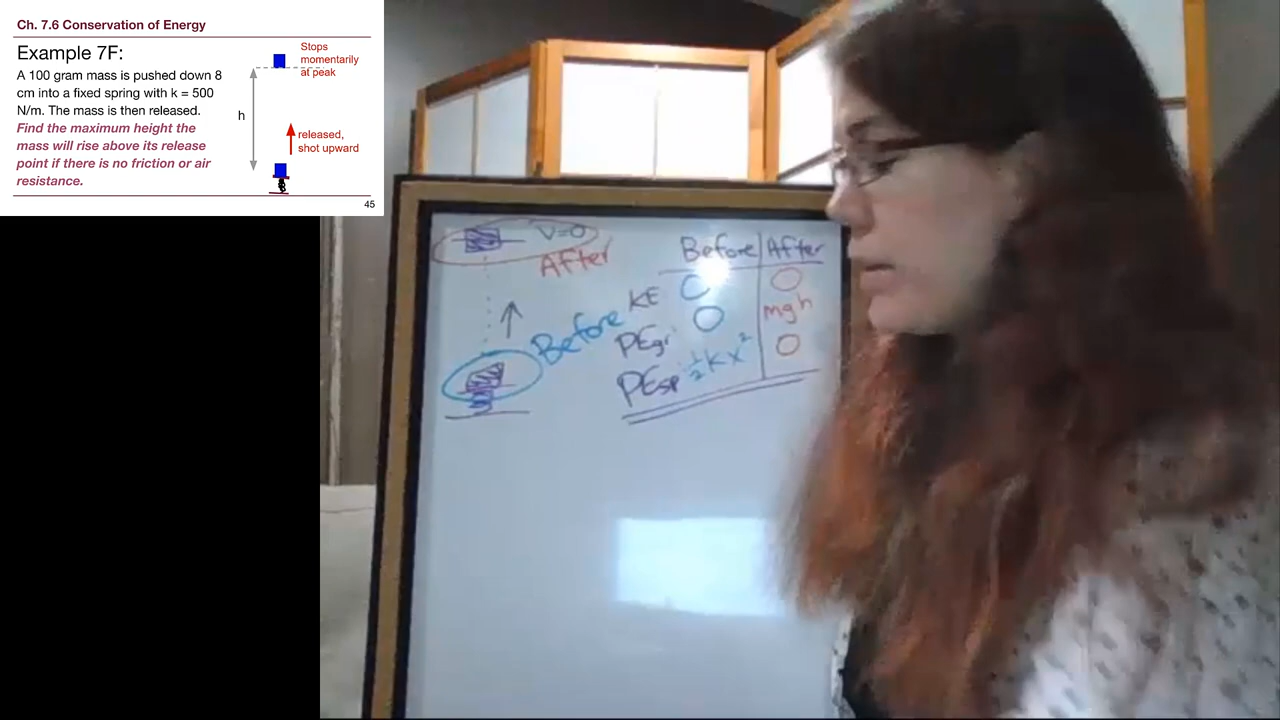 Ch. 7.6 Conservation of Energy
Example 7F:
A 100 gram mass is pushed down 8
cm into a fixed spring with k = 500
N/m. The mass is then released.
Find the maximum height the
mass will rise above its release
point if there is no friction or air
resistance.
Stops
momentarily
at peak
h
released,
shot upward
45
V=0
After
Before
Before After
KE 0 0
PEgr 0 mgh
PEsp ½kx² 0